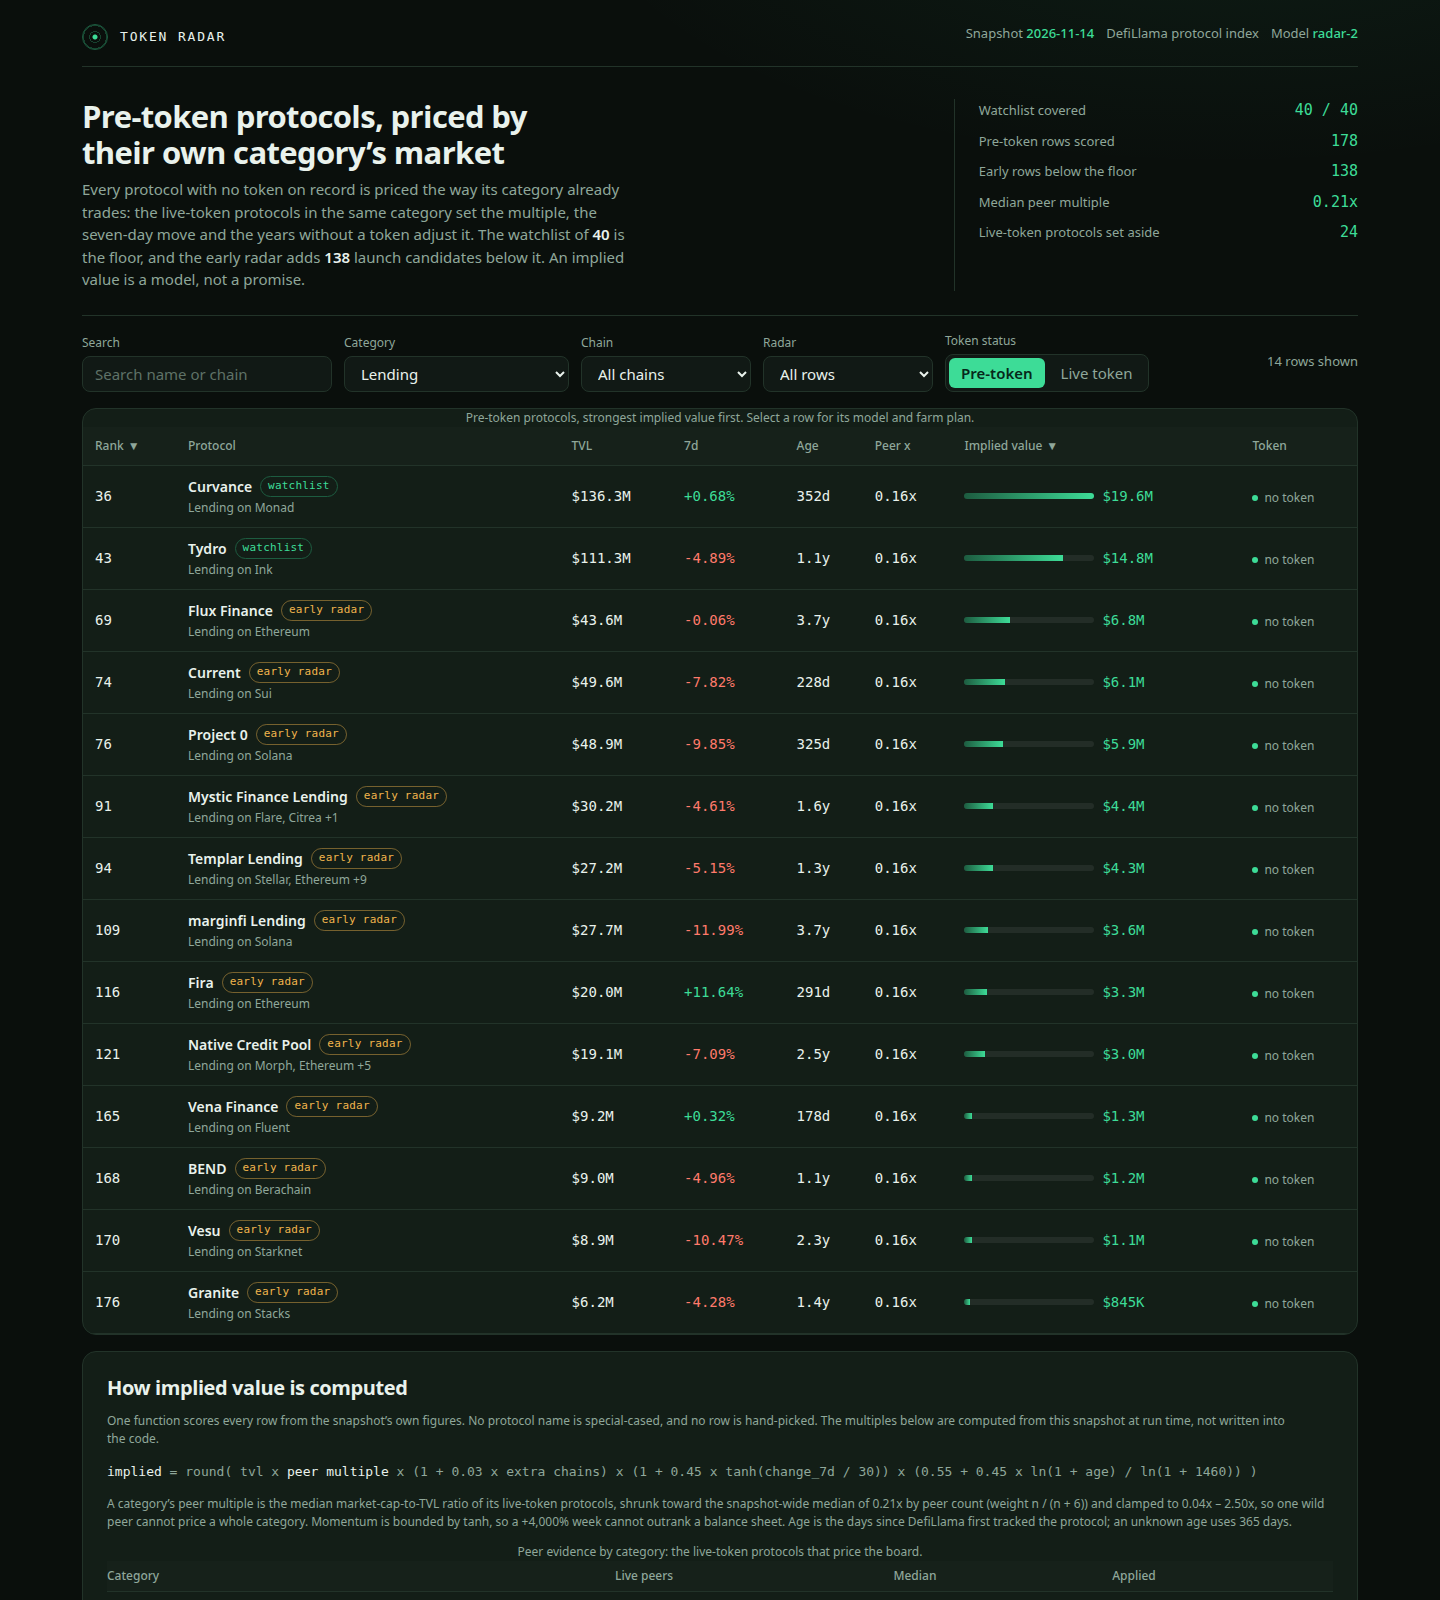 TOKEN RADAR
Snapshot 2026-11-14 DefiLlama protocol index Model radar-2
Pre-token protocols, priced by
their own category’s market
Every protocol with no token on record is priced the way its category already
trades: the live-token protocols in the same category set the multiple, the
seven-day move and the years without a token adjust it. The watchlist of 40 is
the floor, and the early radar adds 138 launch candidates below it. An implied
value is a model, not a promise.
Watchlist covered 40 / 40
Pre-token rows scored 178
Early rows below the floor 138
Median peer multiple 0.21x
Live-token protocols set aside 24
Search Category Chain Radar Token status
Search name or chain Lending All chains All rows Pre-token Live token 14 rows shown
Pre-token protocols, strongest implied value first. Select a row for its model and farm plan.
Rank ▼ Protocol TVL 7d Age Peer x Implied value ▼ Token
36 Curvance watchlist $136.3M +0.68% 352d 0.16x $19.6M no token
Lending on Monad
43 Tydro watchlist $111.3M -4.89% 1.1y 0.16x $14.8M no token
Lending on Ink
69 Flux Finance early radar $43.6M -0.06% 3.7y 0.16x $6.8M no token
Lending on Ethereum
74 Current early radar $49.6M -7.82% 228d 0.16x $6.1M no token
Lending on Sui
76 Project 0 early radar $48.9M -9.85% 325d 0.16x $5.9M no token
Lending on Solana
91 Mystic Finance Lending early radar $30.2M -4.61% 1.6y 0.16x $4.4M no token
Lending on Flare, Citrea +1
94 Templar Lending early radar $27.2M -5.15% 1.3y 0.16x $4.3M no token
Lending on Stellar, Ethereum +9
109 marginfi Lending early radar $27.7M -11.99% 3.7y 0.16x $3.6M no token
Lending on Solana
116 Fira early radar $20.0M +11.64% 291d 0.16x $3.3M no token
Lending on Ethereum
121 Native Credit Pool early radar $19.1M -7.09% 2.5y 0.16x $3.0M no token
Lending on Morph, Ethereum +5
165 Vena Finance early radar $9.2M +0.32% 178d 0.16x $1.3M no token
Lending on Fluent
168 BEND early radar $9.0M -4.96% 1.1y 0.16x $1.2M no token
Lending on Berachain
170 Vesu early radar $8.9M -10.47% 2.3y 0.16x $1.1M no token
Lending on Starknet
176 Granite early radar $6.2M -4.28% 1.4y 0.16x $845K no token
Lending on Stacks
How implied value is computed
One function scores every row from the snapshot’s own figures. No protocol name is special-cased, and no row is hand-picked. The multiples below are computed from this snapshot at run time, not written into
the code.
implied = round( tvl x peer multiple x (1 + 0.03 x extra chains) x (1 + 0.45 x tanh(change_7d / 30)) x (0.55 + 0.45 x ln(1 + age) / ln(1 + 1460)) )
A category’s peer multiple is the median market-cap-to-TVL ratio of its live-token protocols, shrunk toward the snapshot-wide median of 0.21x by peer count (weight n / (n + 6)) and clamped to 0.04x – 2.50x, so one wild
peer cannot price a whole category. Momentum is bounded by tanh, so a +4,000% week cannot outrank a balance sheet. Age is the days since DefiLlama first tracked the protocol; an unknown age uses 365 days.
Peer evidence by category: the live-token protocols that price the board.
Category Live peers Median Applied